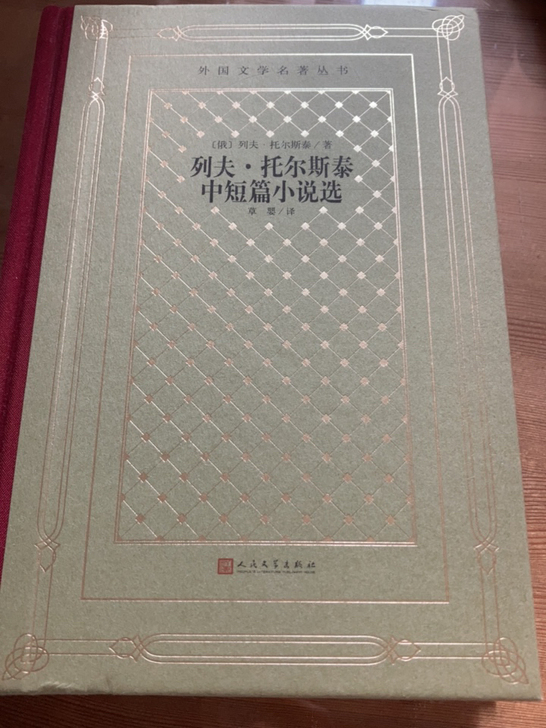 外国文学名著丛书
〔俄〕列夫·托尔斯泰/著
列夫·托尔斯泰
中短篇小说选
草 婴/译
人民文学出版社